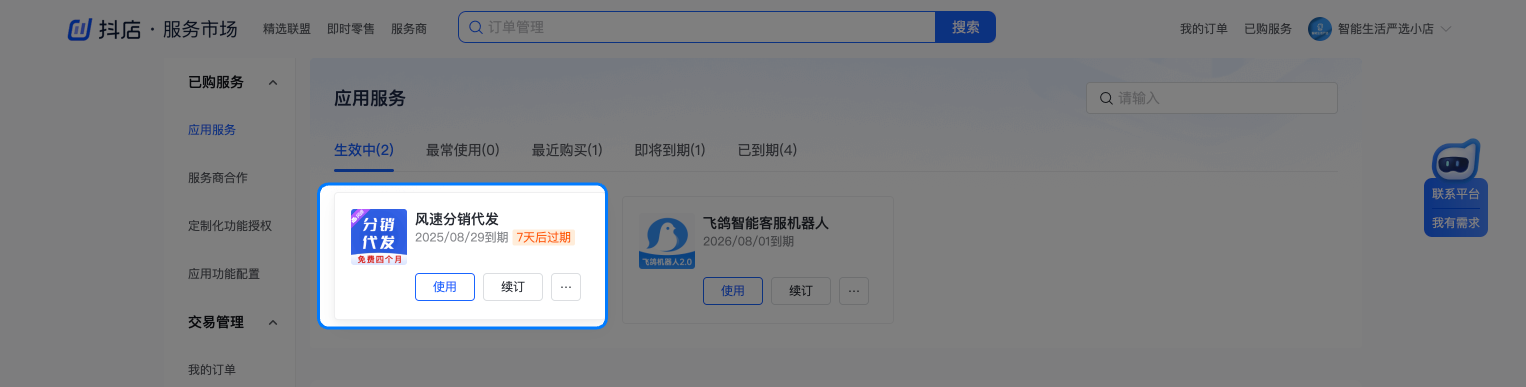 抖店 · 服务市场
精选联盟 即时零售 服务商
订单管理
搜索
我的订单 已购服务 智能生活严选小店
已购服务
应用服务
服务商合作
定制化功能授权
应用功能配置
交易管理
我的订单
应用服务
请输入
生效中(2) 最常使用(0) 最近购买(1) 即将到期(1) 已到期(4)
分销
代发
免费四个月
风速分销代发
2025/08/29到期 7天后过期
使用 续订 ...
飞鸽机器人2.0
飞鸽智能客服机器人
2026/08/01到期
使用 续订 ...
联系平台
我有需求